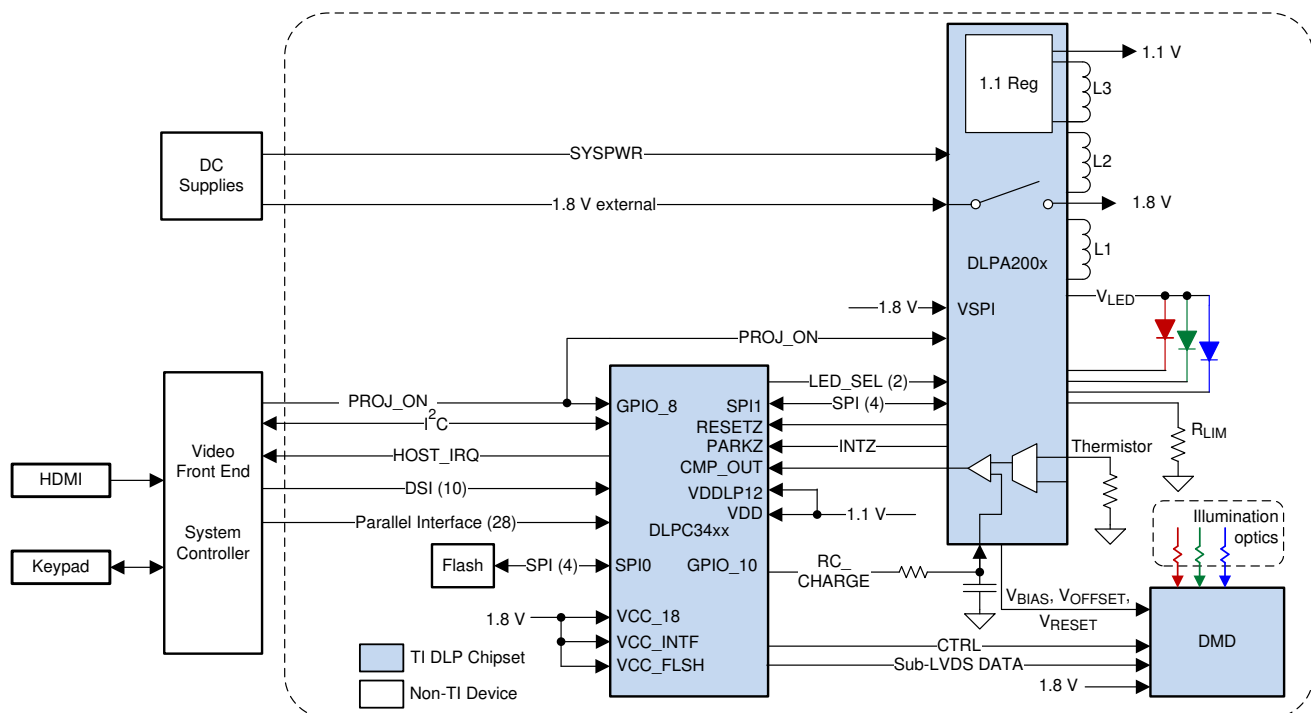 1.1 V
1.1 Reg
L3
DC
Supplies
SYSPWR
L2
1.8 V external
1.8 V
L1
DLPA200x
VLED
1.8 V
VSPI
PROJ_ON
PROJ_ON
GPIO_8
LED_SEL (2)
I2C
SPI1
SPI (4)
RESETZ
RLIM
Video
Front End
HOST_IRQ
PARKZ
INTZ
Thermistor
CMP_OUT
HDMI
DSI (10)
VDDLP12
VDD
1.1 V
Parallel Interface (28)
System
Controller
DLPC34xx
Illumination
optics
Keypad
Flash
SPI (4)
SPI0
GPIO_10
RC_
CHARGE
VBIAS, VOFFSET,
VRESET
1.8 V
VCC_18
VCC_INTF
VCC_FLSH
DMD
CTRL
Sub-LVDS DATA
1.8 V
TI DLP Chipset
Non-TI Device